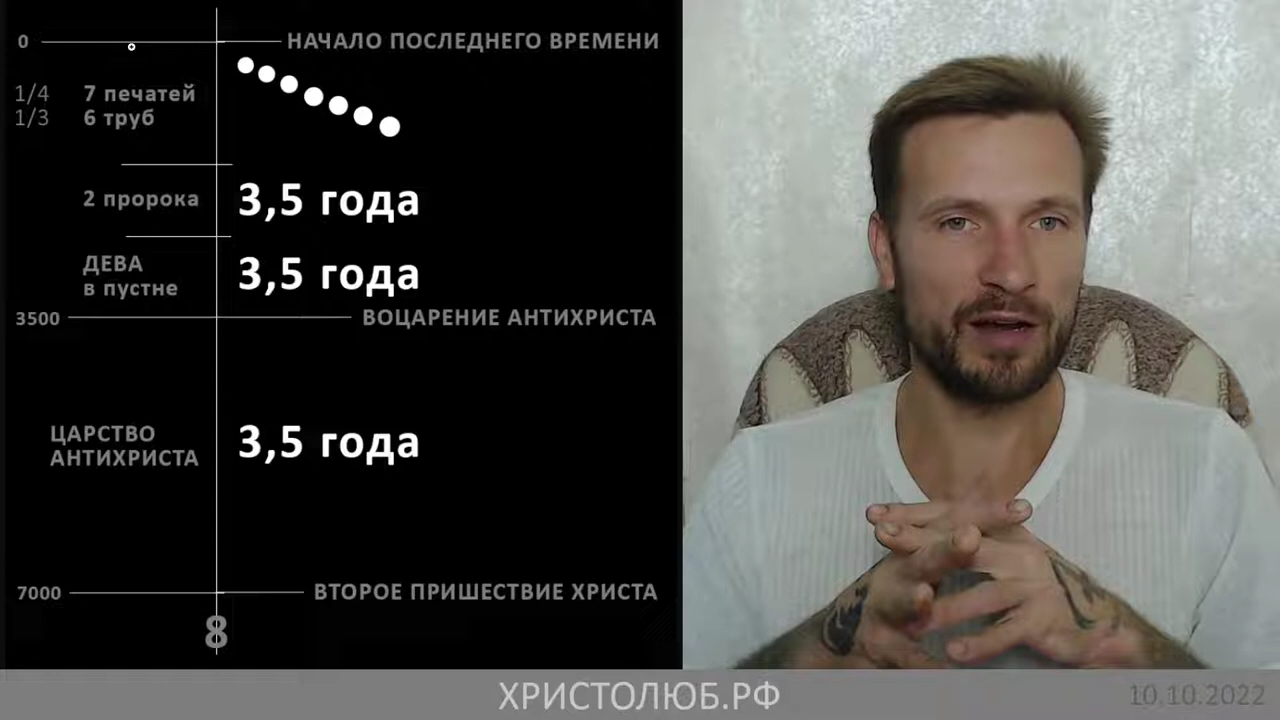 0
НАЧАЛО ПОСЛЕДНЕГО ВРЕМЕНИ
1/4 7 печатей
1/3 6 труб
2 пророка 3,5 года
ДЕВА
в пустне
3,5 года
3500
ВОЦАРЕНИЕ АНТИХРИСТА
ЦАРСТВО
АНТИХРИСТА
3,5 года
7000
ВТОРОЕ ПРИШЕСТВИЕ ХРИСТА
8
ХРИСТОЛЮБ.РФ
10.10.2022